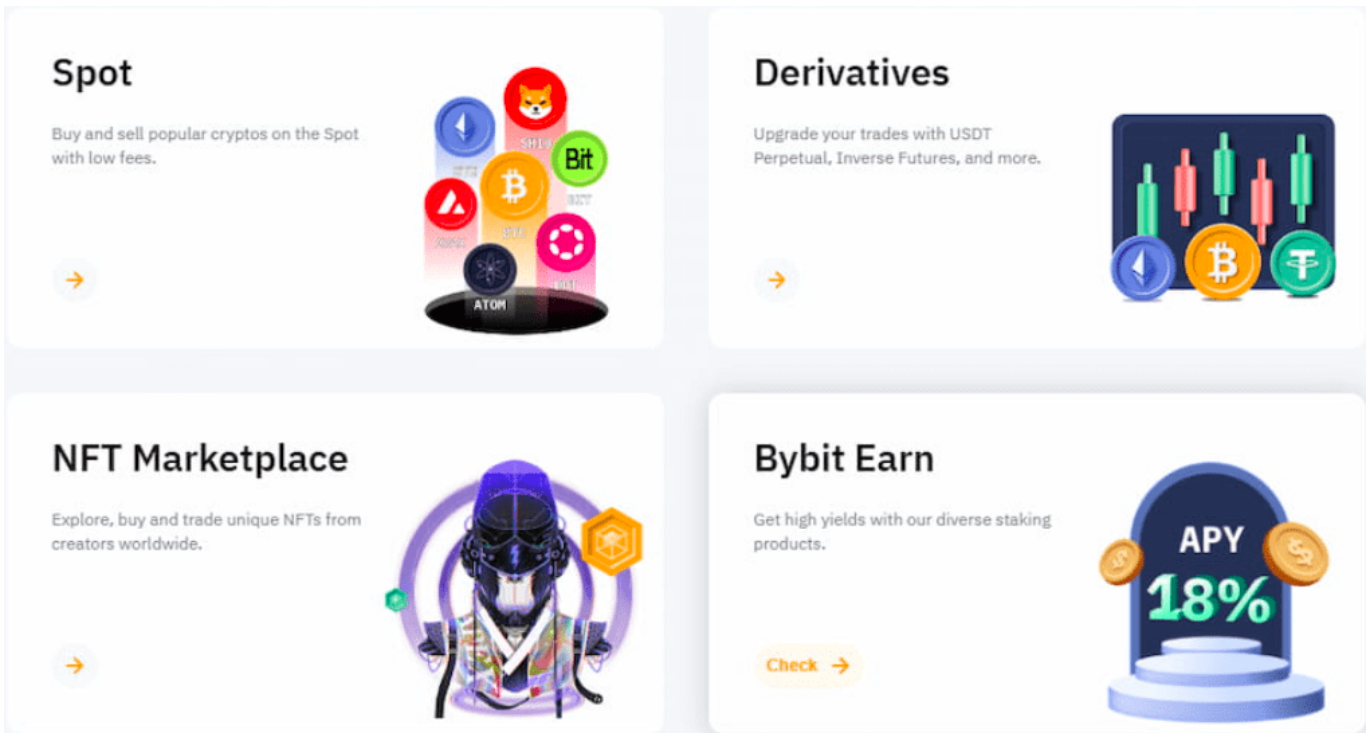 Spot
Buy and sell popular cryptos on the Spot
with low fees.
SHIB
Bit
ATOM
Derivatives
Upgrade your trades with USDT
Perpetual, Inverse Futures, and more.
NFT Marketplace
Explore, buy and trade unique NFTs from
creators worldwide.
Bybit Earn
Get high yields with our diverse staking
products.
Check
APY
18%